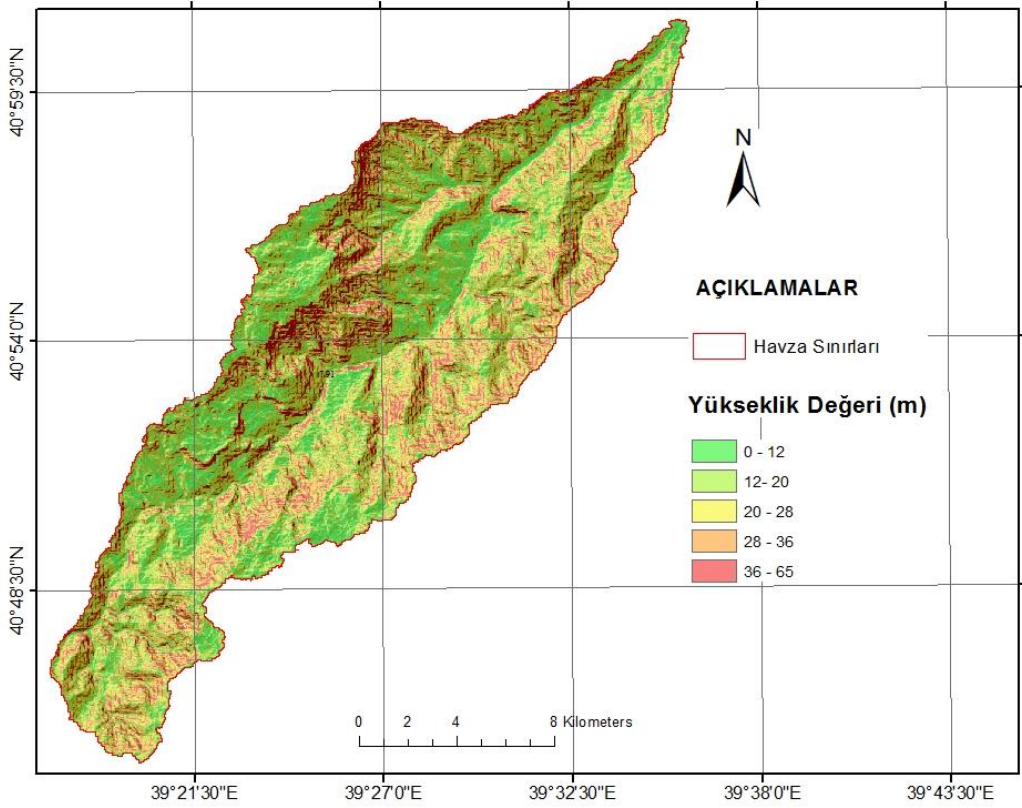 40°59'30"N
40°54'0"N
40°48'30"N
N
AÇIKLAMALAR
Havza Sınırları
Yükseklik Değeri (m)
0 - 12
12- 20
20 - 28
28 - 36
36 - 65
0 2 4 8 Kilometers
39°21'30"E 39°27'0"E 39°32'30"E 39°38'0"E 39°43'30"E